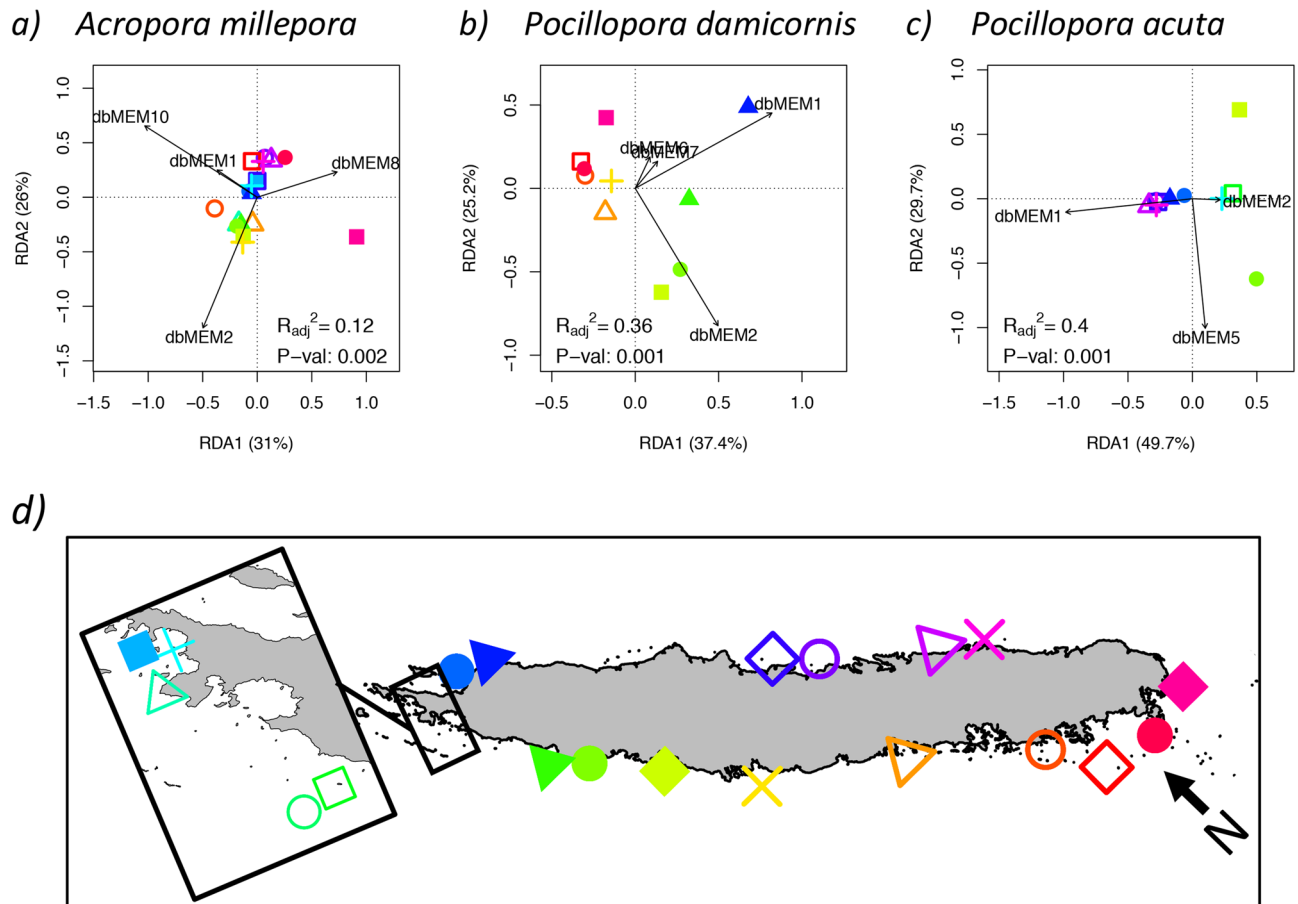 a) Acropora millepora
b) Pocillopora damicornis
c) Pocillopora acuta
1.0
0.5
0.0
−0.5
−1.0
−1.5
RDA2 (26%)
dbMEM10
dbMEM1
dbMEM8
dbMEM2
Radj2= 0.12
P−val: 0.002
−1.5 −1.0 −0.5 0.0 0.5 1.0
RDA1 (31%)
0.5
0.0
−0.5
−1.0
RDA2 (25.2%)
dbMEM1
dbMEM6
dbMEM7
dbMEM2
Radj2= 0.36
P−val: 0.001
−0.5 0.0 0.5 1.0
RDA1 (37.4%)
1.0
0.5
0.0
−0.5
−1.0
RDA2 (29.7%)
dbMEM1
dbMEM2
dbMEM5
Radj2= 0.4
P−val: 0.001
−1.5 −1.0 −0.5 0.0 0.5
RDA1 (49.7%)
d)
N